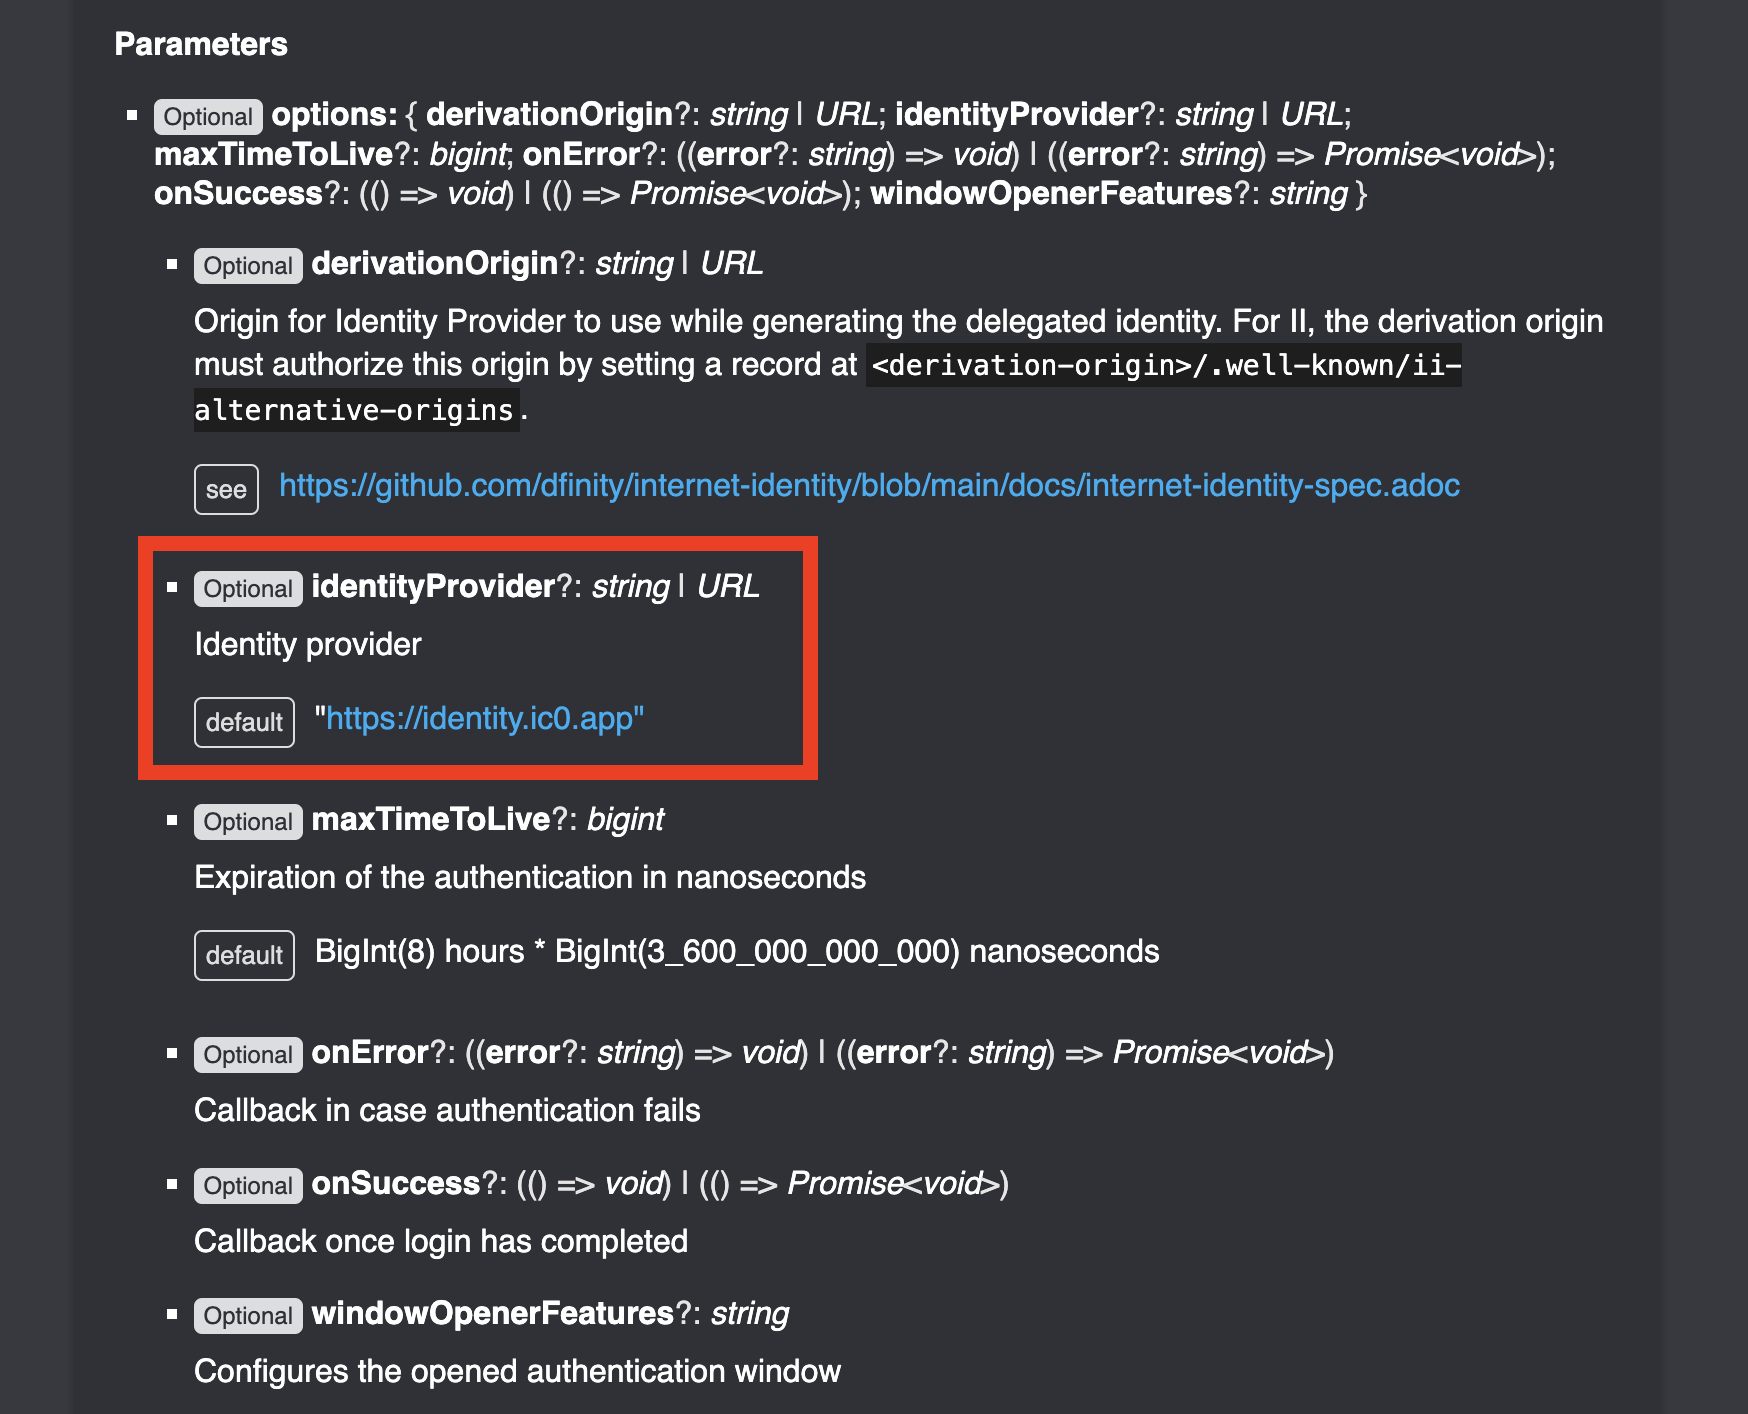 Parameters
Optional options: { derivationOrigin?: string | URL; identityProvider?: string | URL;
maxTimeToLive?: bigint; onError?: ((error?: string) => void) | ((error?: string) => Promise<void>);
onSuccess?: (() => void) | (() => Promise<void>); windowOpenerFeatures?: string }
Optional derivationOrigin?: string | URL
Origin for Identity Provider to use while generating the delegated identity. For II, the derivation origin
must authorize this origin by setting a record at <derivation-origin>/.well-known/ii-
alternative-origins.
see https://github.com/dfinity/internet-identity/blob/main/docs/internet-identity-spec.adoc
Optional identityProvider?: string | URL
Identity provider
default "https://identity.ic0.app"
Optional maxTimeToLive?: bigint
Expiration of the authentication in nanoseconds
default BigInt(8) hours * BigInt(3_600_000_000_000) nanoseconds
Optional onError?: ((error?: string) => void) | ((error?: string) => Promise<void>)
Callback in case authentication fails
Optional onSuccess?: (() => void) | (() => Promise<void>)
Callback once login has completed
Optional windowOpenerFeatures?: string
Configures the opened authentication window